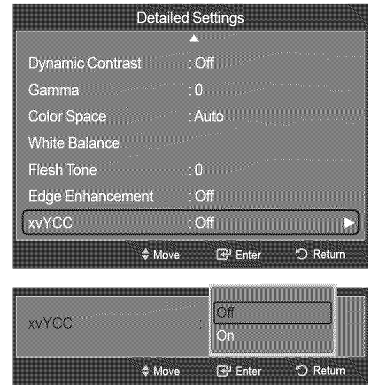 Detailed Settings
Dynamic Contrast : Off
Gamma : 0
Color Space : Auto
White Balance
Flesh Tone : 0
Edge Enhancement : Off
xvYCC : Off
Move Enter Return
xvYCC : Off
On
Move Enter Return